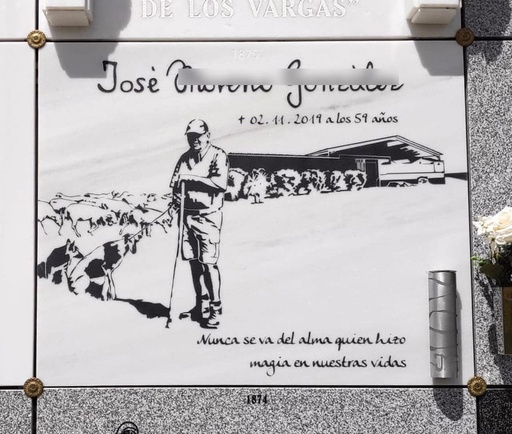 DE LOS VARGAS"
José
+ 02.11.2019 a los 59 años
Nunca se va del alma quien hizo
magia en nuestras vidas
1874